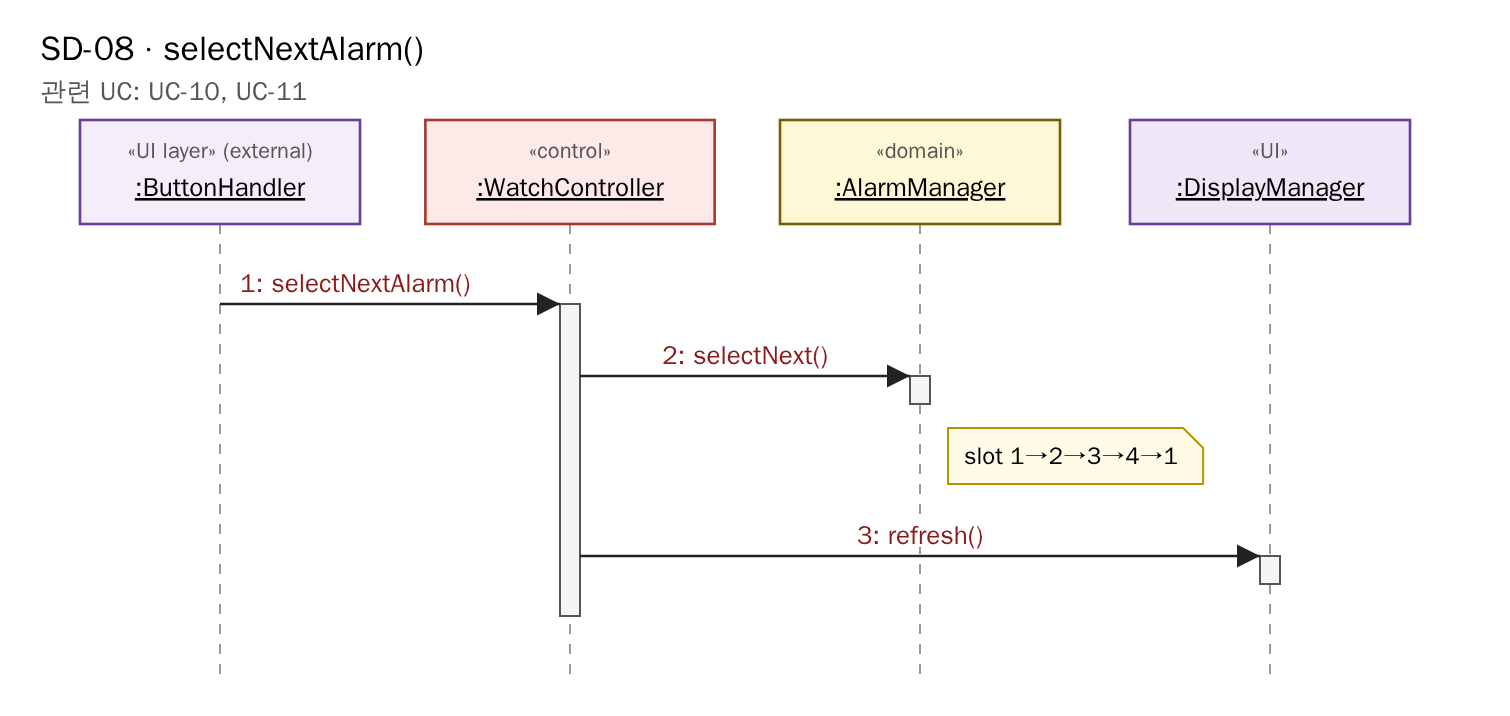 SD-08 · selectNextAlarm()
관련 UC: UC-10, UC-11
«UI layer» (external)
:ButtonHandler
«control»
:WatchController
«domain»
:AlarmManager
«UI»
:DisplayManager
1: selectNextAlarm()
2: selectNext()
slot 1→2→3→4→1
3: refresh()